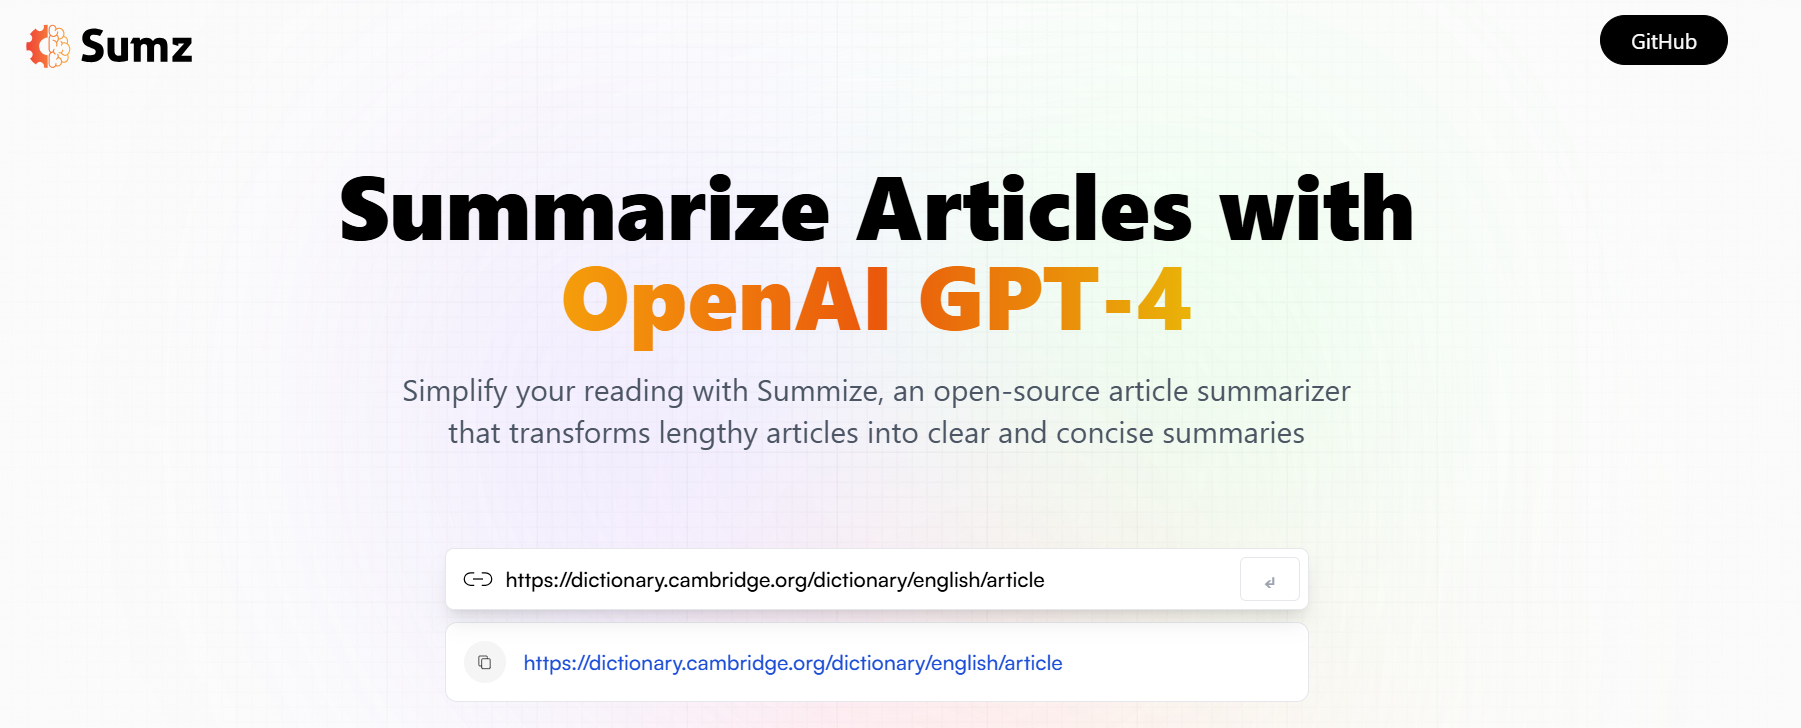 Sumz
GitHub
Summarize Articles with
OpenAI GPT-4
Simplify your reading with Summize, an open-source article summarizer
that transforms lengthy articles into clear and concise summaries
https://dictionary.cambridge.org/dictionary/english/article
https://dictionary.cambridge.org/dictionary/english/article